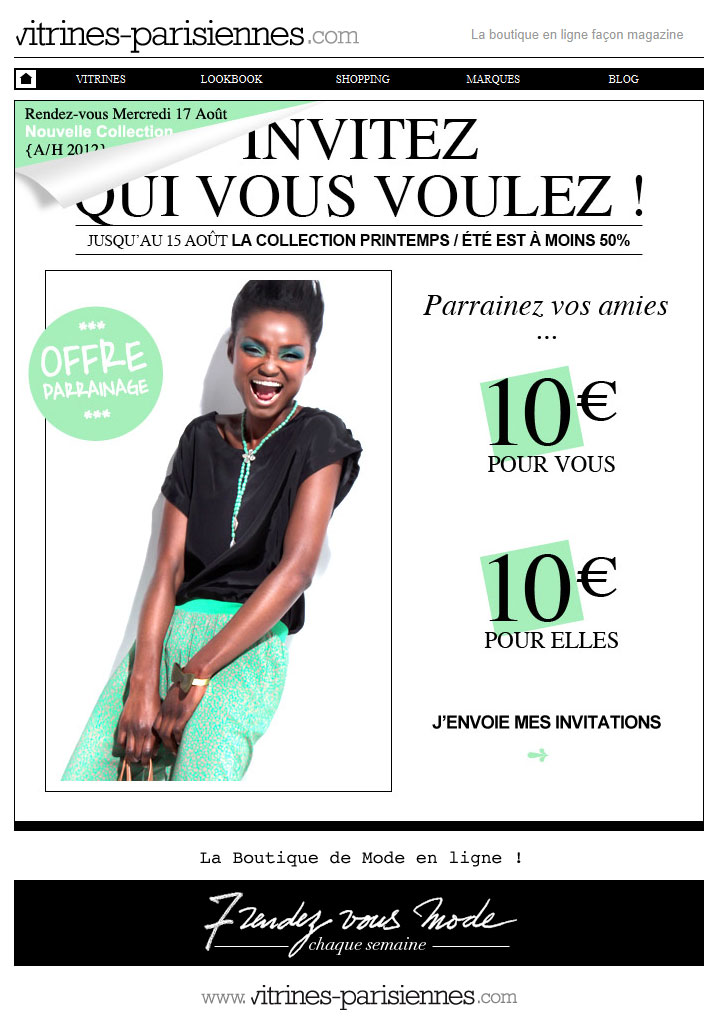 vitrines-parisiennes.com
La boutique en ligne façon magazine
VITRINES LOOKBOOK SHOPPING MARQUES BLOG
Rendez-vous Mercredi 17 Août
Nouvelle Collection
{A/H 2012}
INVITEZ
QUI VOUS VOULEZ !
JUSQU'AU 15 AOÛT LA COLLECTION PRINTEMPS / ÉTÉ EST À MOINS 50%
*** 
OFFRE
PARRAINAGE
***
Parrainez vos amies
...
10€
POUR VOUS
10€
POUR ELLES
J'ENVOIE MES INVITATIONS
La Boutique de Mode en ligne !
7 rendez vous Mode
chaque semaine
www.vitrines-parisiennes.com